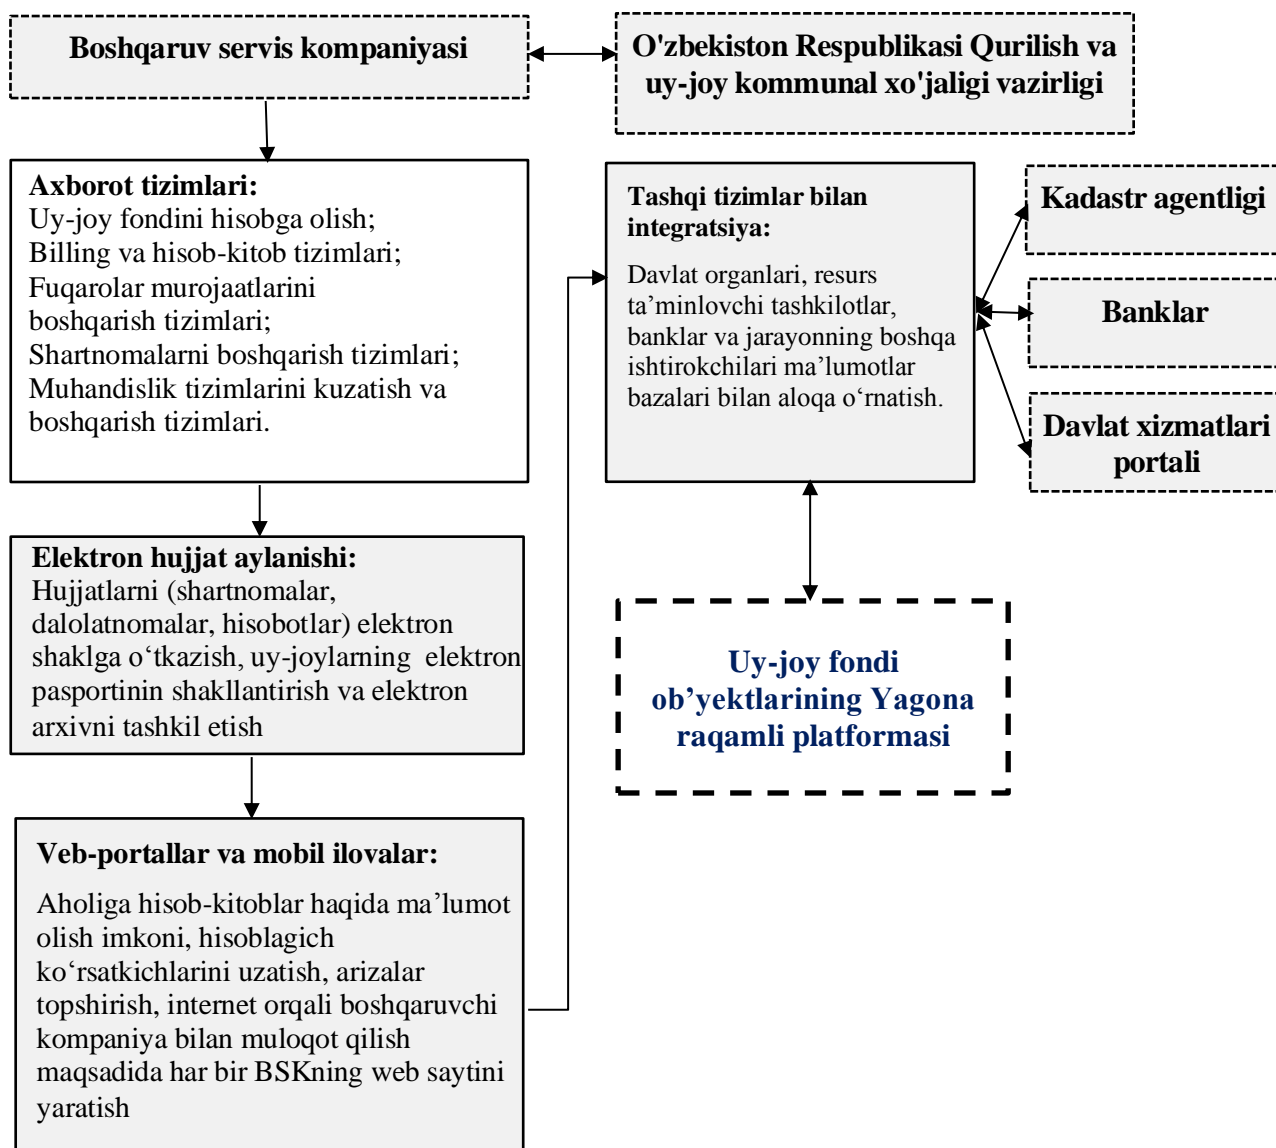 Boshqaruv servis kompaniyasi
O'zbekiston Respublikasi Qurilish va
uy-joy kommunal xo'jaligi vazirligi
Axborot tizimlari:
Uy-joy fondini hisobga olish;
Billing va hisob-kitob tizimlari;
Fuqarolar murojaatlarini
boshqarish tizimlari;
Shartnomalarni boshqarish tizimlari;
Muhandislik tizimlarini kuzatish va
boshqarish tizimlari.
Elektron hujjat aylanishi:
Hujjatlarni (shartnomalar,
dalolatnomalar, hisobotlar) elektron
shaklga o‘tkazish, uy-joylarning elektron
pasportinin shakllantirish va elektron
arxivni tashkil etish
Veb-portallar va mobil ilovalar:
Aholiga hisob-kitoblar haqida ma’lumot
olish imkoni, hisoblagich
ko‘rsatkichlarini uzatish, arizalar
topshirish, internet orqali boshqaruvchi
kompaniya bilan muloqot qilish
maqsadida har bir BSKning web saytini
yaratish
Tashqi tizimlar bilan
integratsiya:
Davlat organlari, resurs
ta’minlovchi tashkilotlar,
banklar va jarayonning boshqa
ishtirokchilari ma’lumotlar
bazalari bilan aloqa o‘rnatish.
Kadastr agentligi
Banklar
Davlat xizmatlari
portali
Uy-joy fondi
ob’yektlarining Yagona
raqamli platformasi